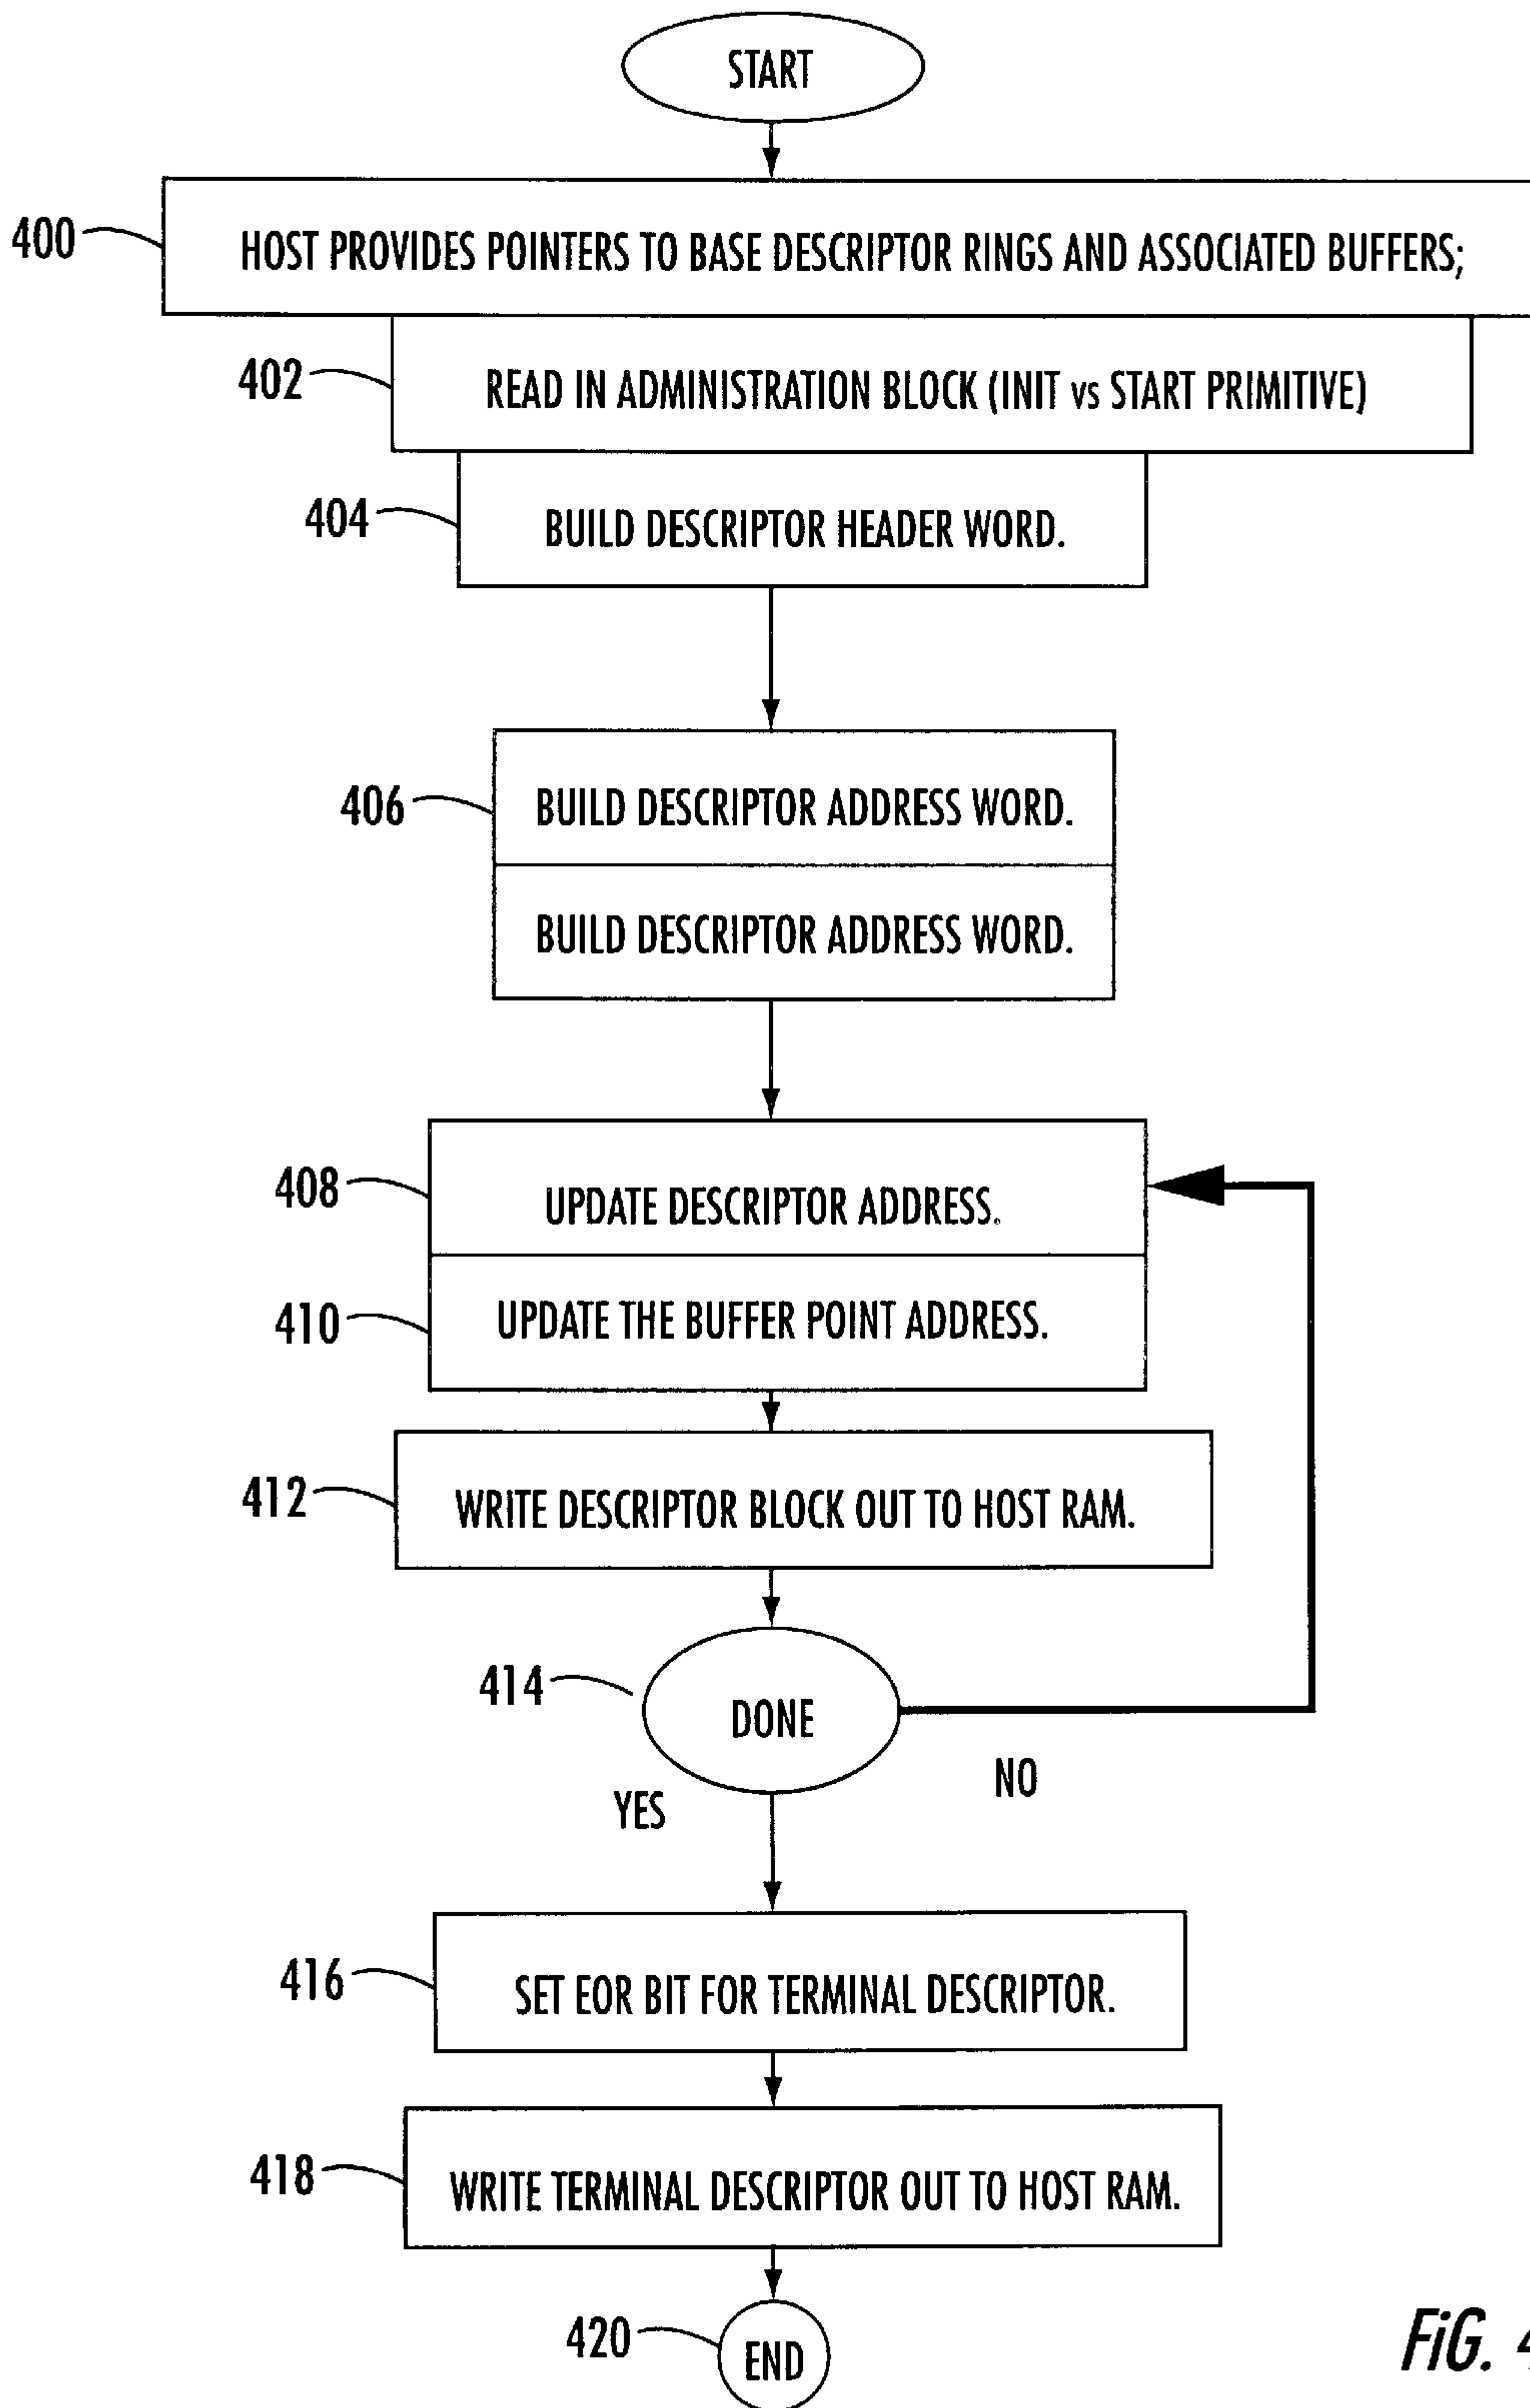 START
400
HOST PROVIDES POINTERS TO BASE DESCRIPTOR RINGS AND ASSOCIATED BUFFERS;
402
READ IN ADMINISTRATION BLOCK (INIT vs START PRIMITIVE)
404
BUILD DESCRIPTOR HEADER WORD.
406
BUILD DESCRIPTOR ADDRESS WORD.
BUILD DESCRIPTOR ADDRESS WORD.
408
UPDATE DESCRIPTOR ADDRESS.
410
UPDATE THE BUFFER POINT ADDRESS.
412
WRITE DESCRIPTOR BLOCK OUT TO HOST RAM.
414
DONE
NO
YES
416
SET EOR BIT FOR TERMINAL DESCRIPTOR.
418
WRITE TERMINAL DESCRIPTOR OUT TO HOST RAM.
420
END
FIG.